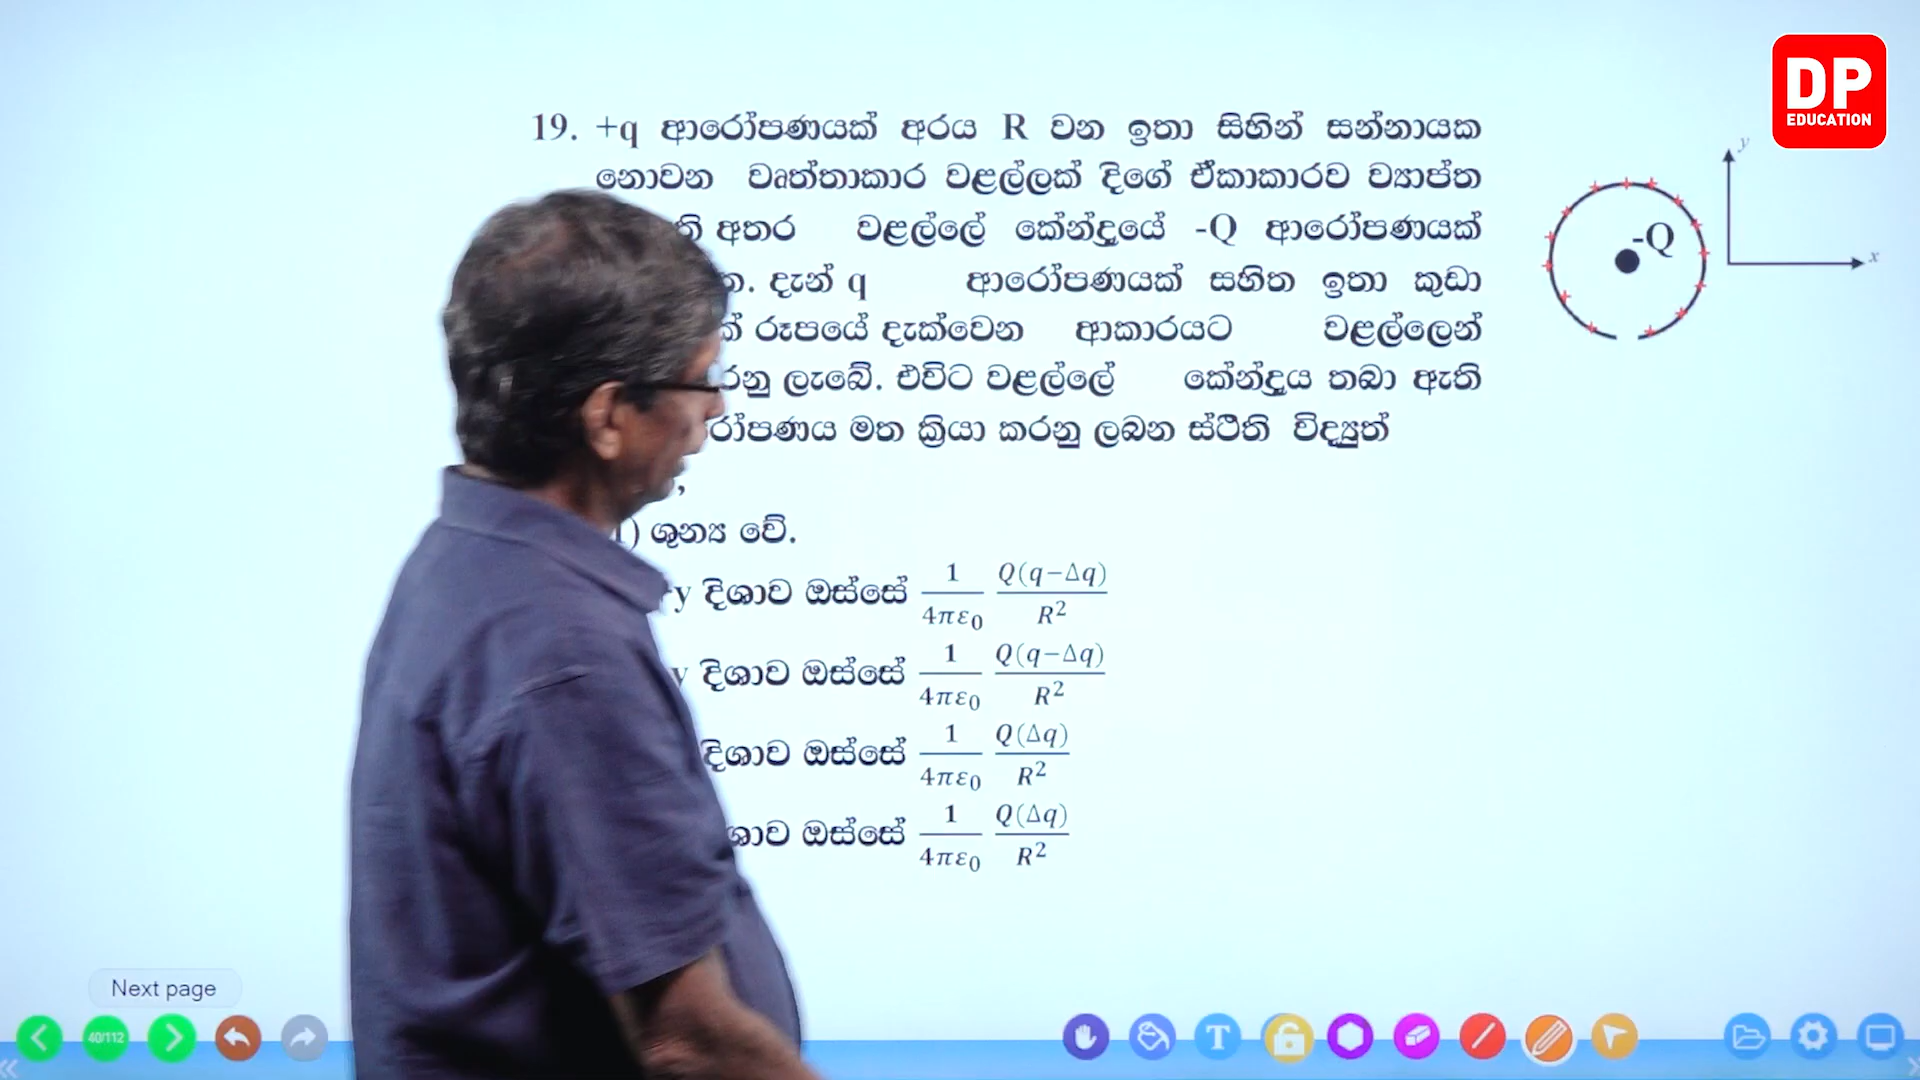 DP
EDUCATION
19. +q ආරෝපණයක් අරය R වන ඉතා සිහින් සන්නායක
නොවන වෘත්තාකාර වළල්ලක් දිගේ ඒකාකාරව ව්‍යාප්ත
අතර වළල්ලේ කේන්ද්‍රයේ -Q ආරෝපණයක්
දැන් q ආරෝපණයක් සහිත ඉතා කුඩා
රූපයේ දැක්වෙන ආකාරයට වළල්ලෙන්
ලැබේ. එවිට වළල්ලේ කේන්ද්‍රය තබා ඇති
මත ක්‍රියා කරනු ලබන ස්ථිති විද්‍යුත්
1) ශුන්‍ය වේ.
y දිශාව ඔස්සේ 1/4πε₀ Q(q−Δq)/R²
y දිශාව ඔස්සේ 1/4πε₀ Q(q−Δq)/R²
දිශාව ඔස්සේ 1/4πε₀ Q(Δq)/R²
ඔස්සේ 1/4πε₀ Q(Δq)/R²
-Q
y
x
Next page
40/112
T